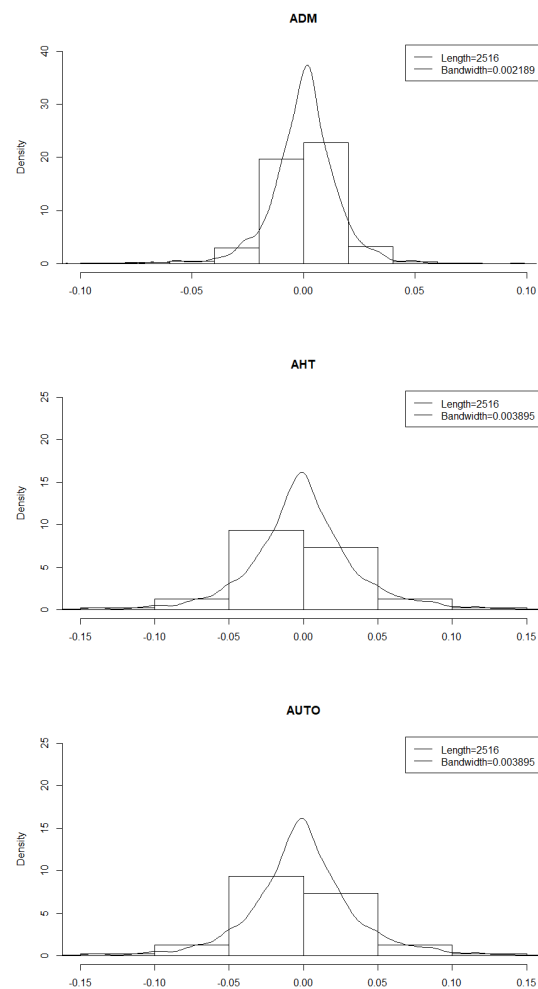 ADM
Length=2516
Bandwidth=0.002189
Density
40
30
20
10
0
-0.10 -0.05 0.00 0.05 0.10
AHT
Length=2516
Bandwidth=0.003895
Density
25
20
15
10
5
0
-0.15 -0.10 -0.05 0.00 0.05 0.10 0.15
AUTO
Length=2516
Bandwidth=0.003895
Density
25
20
15
10
5
0
-0.15 -0.10 -0.05 0.00 0.05 0.10 0.15